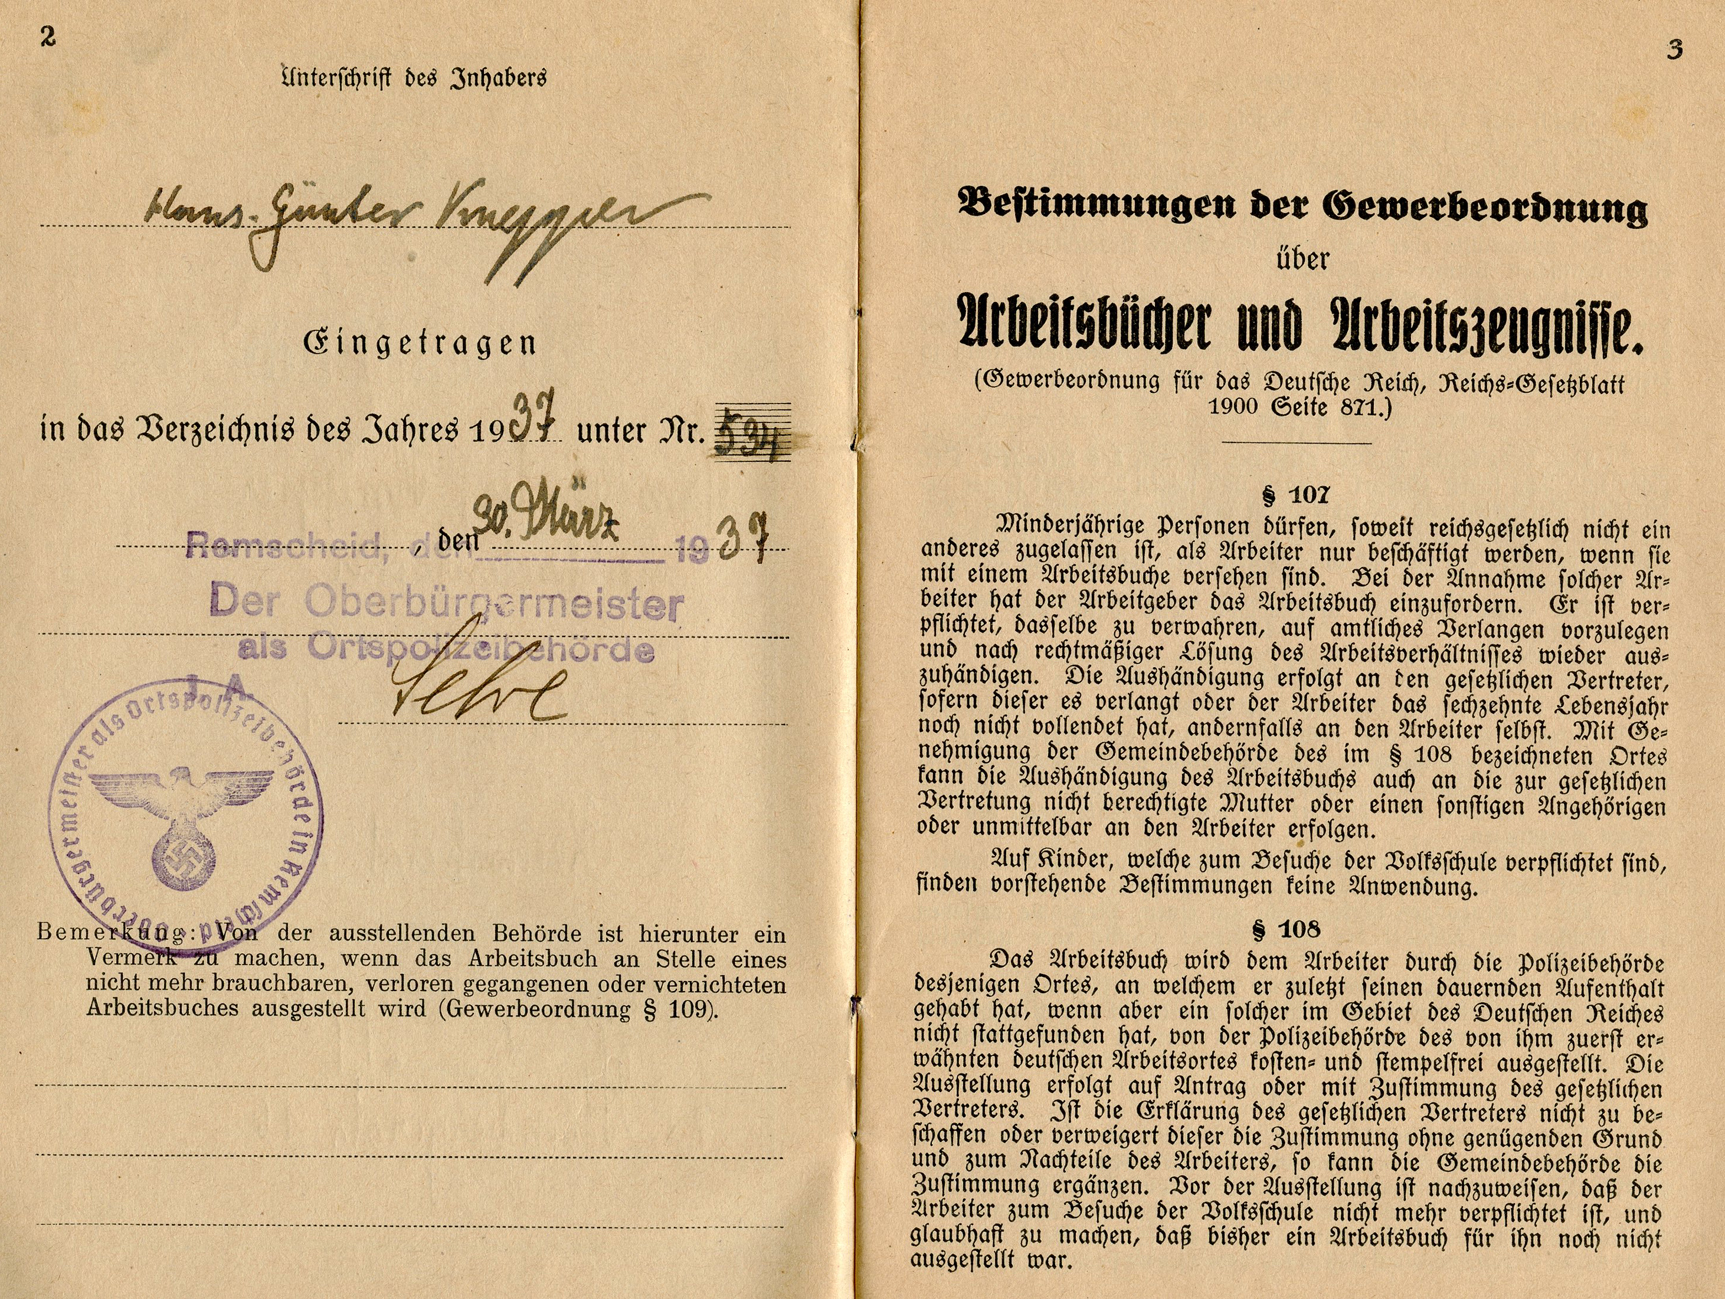 2
Unterschrift des Inhabers
Hans-Günter Knepper
Eingetragen
in das Verzeichnis des Jahres 1937 unter Nr. 534
Remscheid, den
, den 30. März 1937
Der Oberbürgermeister
als Ortspolizeibehörde
J. A.
Oberbürgermeister als Ortspolizeibehörde in Remscheid
Bemerkung: Von der ausstellenden Behörde ist hierunter ein
Vermerk zu machen, wenn das Arbeitsbuch an Stelle eines
nicht mehr brauchbaren, verloren gegangenen oder vernichteten
Arbeitsbuches ausgestellt wird (Gewerbeordnung § 109).
3
Bestimmungen der Gewerbeordnung
über
Arbeitsbücher und Arbeitszeugnisse.
(Gewerbeordnung für das Deutsche Reich, Reichs-Gesetzblatt
1900 Seite 871.)
§ 107
Minderjährige Personen dürfen, soweit reichsgesetzlich nicht ein
anderes zugelassen ist, als Arbeiter nur beschäftigt werden, wenn sie
mit einem Arbeitsbuche versehen sind. Bei der Annahme solcher Ar-
beiter hat der Arbeitgeber das Arbeitsbuch einzufordern. Er ist ver-
pflichtet, dasselbe zu verwahren, auf amtliches Verlangen vorzulegen
und nach rechtmäßiger Lösung des Arbeitsverhältnisses wieder aus-
zuhändigen. Die Aushändigung erfolgt an den gesetzlichen Vertreter,
sofern dieser es verlangt oder der Arbeiter das sechzehnte Lebensjahr
noch nicht vollendet hat, andernfalls an den Arbeiter selbst. Mit Ge-
nehmigung der Gemeindebehörde des im § 108 bezeichneten Ortes
kann die Aushändigung des Arbeitsbuchs auch an die zur gesetzlichen
Vertretung nicht berechtigte Mutter oder einen sonstigen Angehörigen
oder unmittelbar an den Arbeiter erfolgen.
Auf Kinder, welche zum Besuche der Volksschule verpflichtet sind,
finden vorstehende Bestimmungen keine Anwendung.
§ 108
Das Arbeitsbuch wird dem Arbeiter durch die Polizeibehörde
desjenigen Ortes, an welchem er zuletzt seinen dauernden Aufenthalt
gehabt hat, wenn aber ein solcher im Gebiet des Deutschen Reiches
nicht stattgefunden hat, von der Polizeibehörde des von ihm zuerst er-
wähnten deutschen Arbeitsortes kosten- und stempelfrei ausgestellt. Die
Ausstellung erfolgt auf Antrag oder mit Zustimmung des gesetzlichen
Vertreters. Ist die Erklärung des gesetzlichen Vertreters nicht zu be-
schaffen oder verweigert dieser die Zustimmung ohne genügenden Grund
und zum Nachteile des Arbeiters, so kann die Gemeindebehörde die
Zustimmung ergänzen. Vor der Ausstellung ist nachzuweisen, daß der
Arbeiter zum Besuche der Volksschule nicht mehr verpflichtet ist, und
glaubhaft zu machen, daß bisher ein Arbeitsbuch für ihn noch nicht
ausgestellt war.